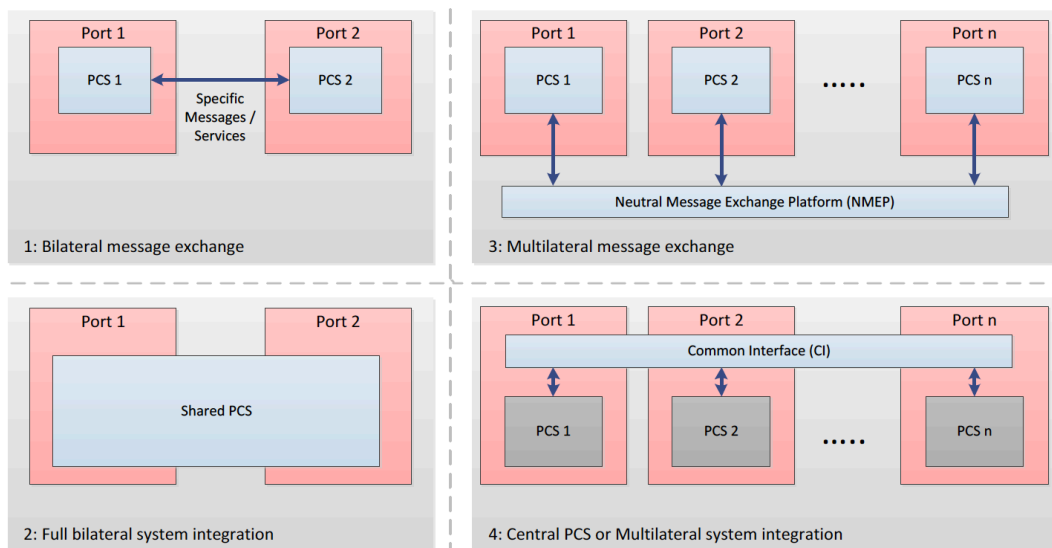 Port 1
Port 2
PCS 1
PCS 2
Specific
Messages /
Services
1: Bilateral message exchange
Port 1
Port 2
Port n
PCS 1
PCS 2
.....
PCS n
Neutral Message Exchange Platform (NMEP)
3: Multilateral message exchange
Port 1
Port 2
Shared PCS
2: Full bilateral system integration
Port 1
Port 2
Port n
Common Interface (CI)
PCS 1
PCS 2
.....
PCS n
4: Central PCS or Multilateral system integration